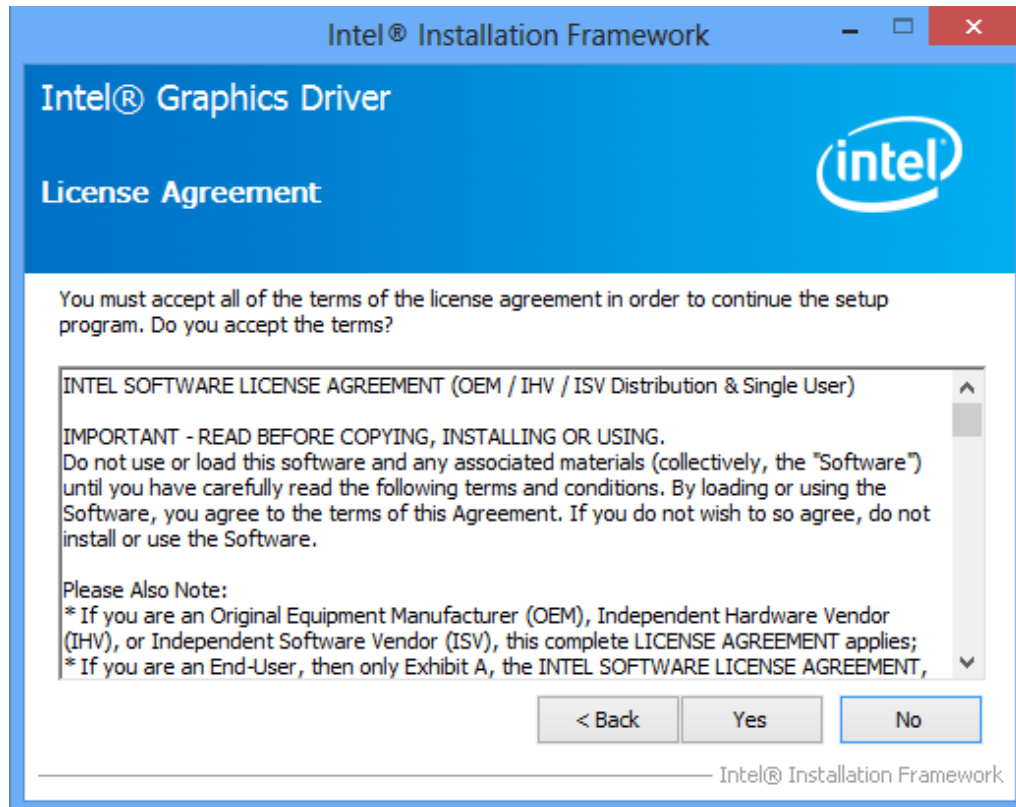 Intel® Installation Framework
Intel® Graphics Driver
intel
License Agreement
You must accept all of the terms of the license agreement in order to continue the setup
program. Do you accept the terms?
INTEL SOFTWARE LICENSE AGREEMENT (OEM / IHV / ISV Distribution & Single User)
IMPORTANT - READ BEFORE COPYING, INSTALLING OR USING.
Do not use or load this software and any associated materials (collectively, the "Software")
until you have carefully read the following terms and conditions. By loading or using the
Software, you agree to the terms of this Agreement. If you do not wish to so agree, do not
install or use the Software.
Please Also Note:
* If you are an Original Equipment Manufacturer (OEM), Independent Hardware Vendor
(IHV), or Independent Software Vendor (ISV), this complete LICENSE AGREEMENT applies;
* If you are an End-User, then only Exhibit A, the INTEL SOFTWARE LICENSE AGREEMENT,
< Back Yes No
Intel® Installation Framework